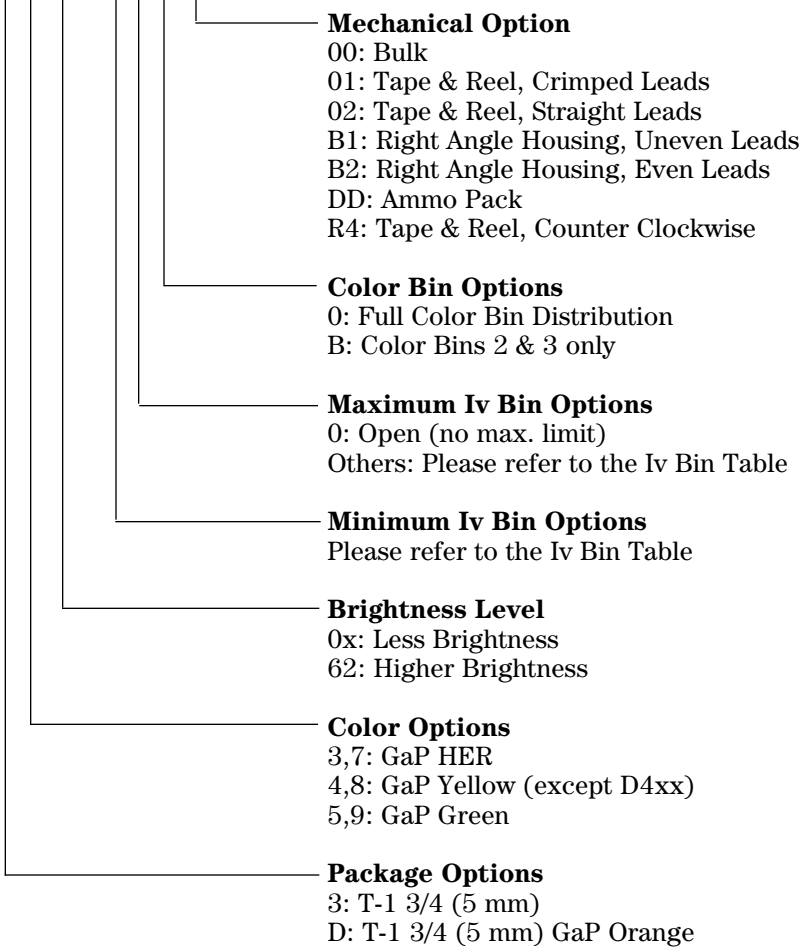 Mechanical Option
00: Bulk
01: Tape & Reel, Crimped Leads
02: Tape & Reel, Straight Leads
B1: Right Angle Housing, Uneven Leads
B2: Right Angle Housing, Even Leads
DD: Ammo Pack
R4: Tape & Reel, Counter Clockwise
Color Bin Options
0: Full Color Bin Distribution
B: Color Bins 2 & 3 only
Maximum Iv Bin Options
0: Open (no max. limit)
Others: Please refer to the Iv Bin Table
Minimum Iv Bin Options
Please refer to the Iv Bin Table
Brightness Level
0x: Less Brightness
62: Higher Brightness
Color Options
3,7: GaP HER
4,8: GaP Yellow (except D4xx)
5,9: GaP Green
Package Options
3: T-1 3/4 (5 mm)
D: T-1 3/4 (5 mm) GaP Orange